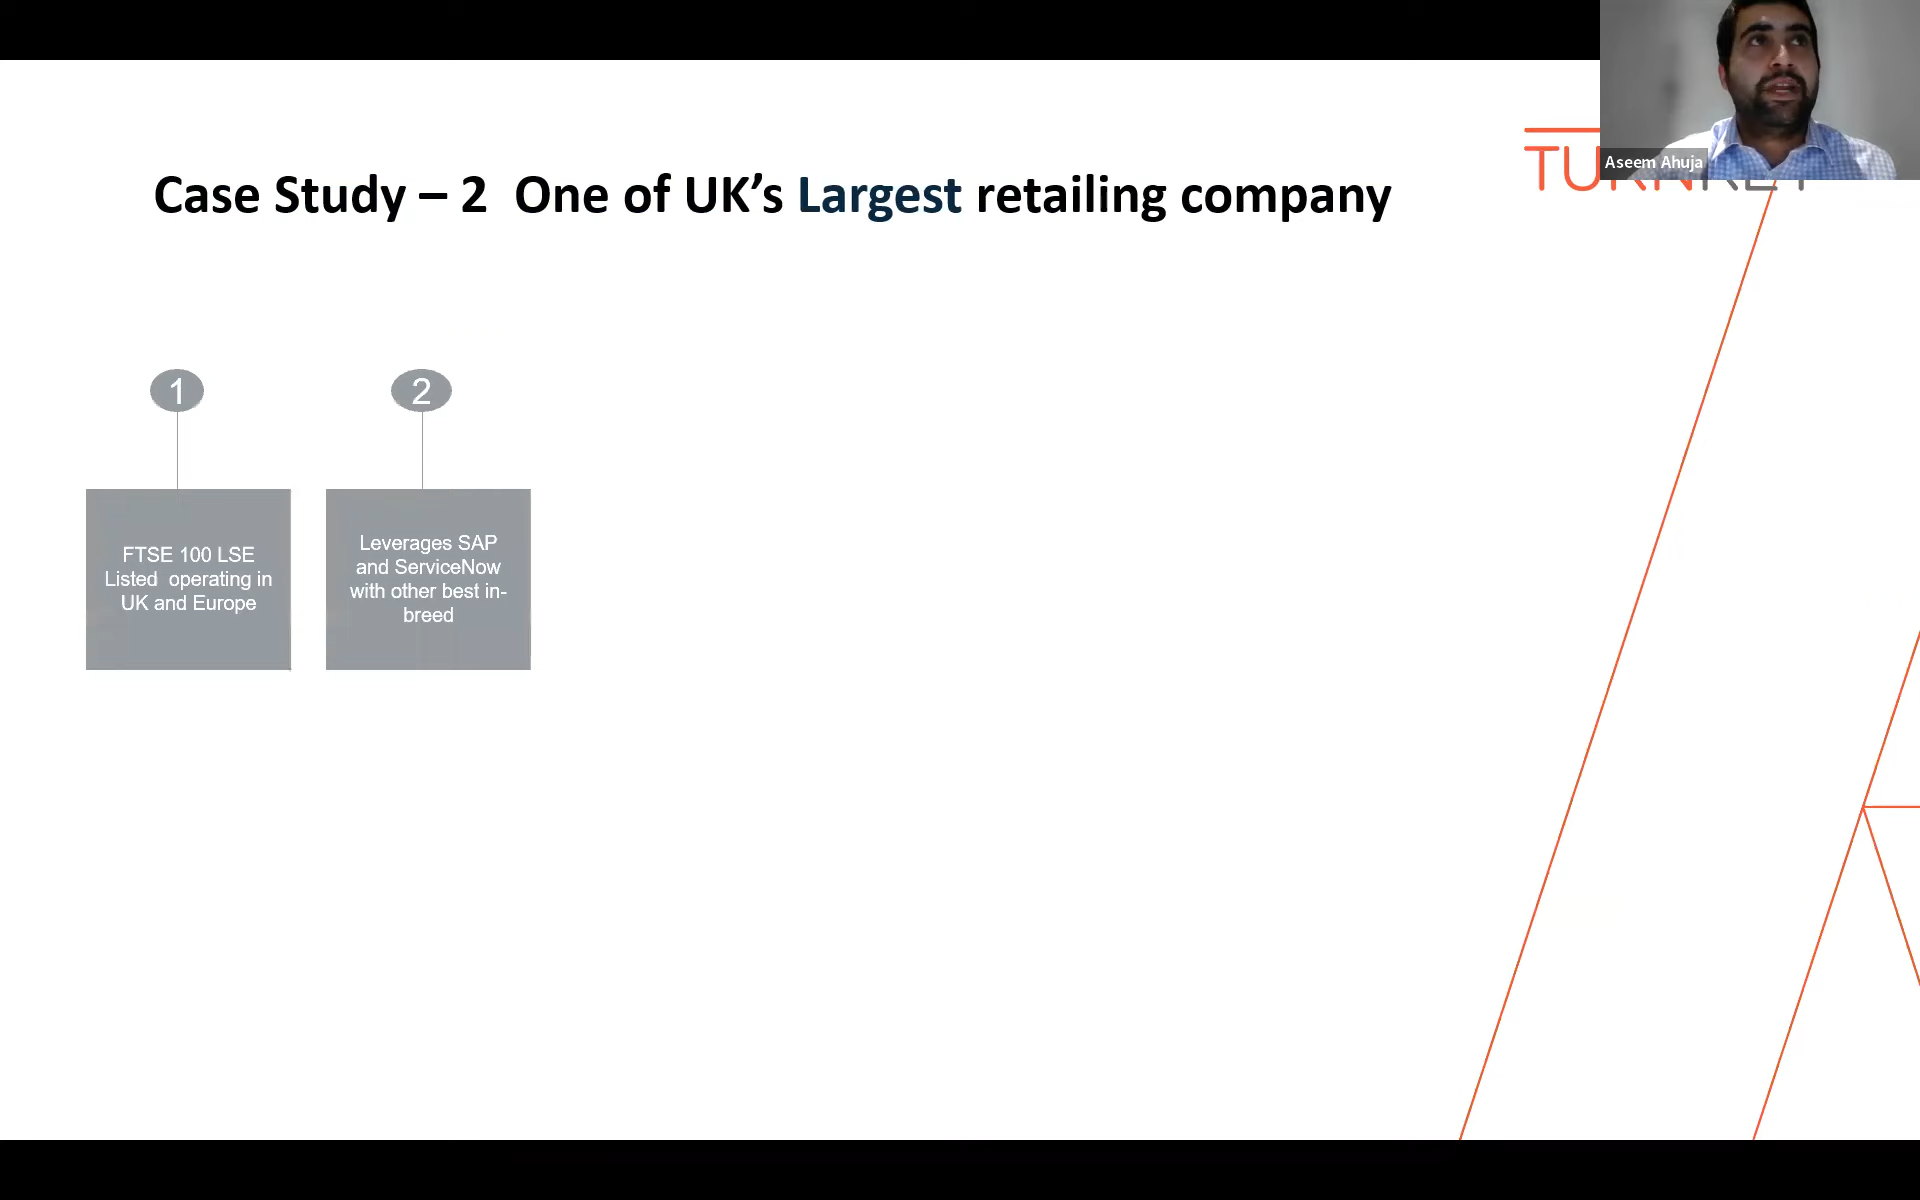 Aseem Ahuja
Case Study – 2  One of UK’s Largest retailing company
1
2
FTSE 100 LSE
Listed  operating in
UK and Europe
Leverages SAP
and ServiceNow
with other best in-
breed